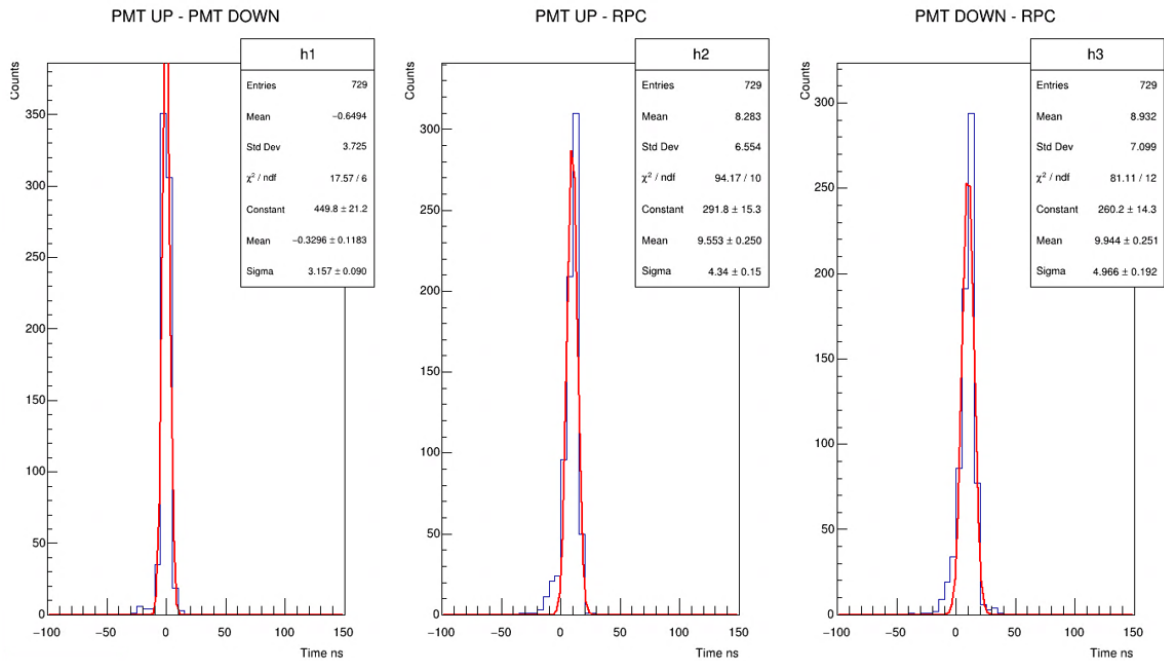 PMT UP - PMT DOWN
h1
Entries 729
Mean −0.6494
Std Dev 3.725
χ² / ndf 17.57 / 6
Constant 449.8 ± 21.2
Mean −0.3296 ± 0.1183
Sigma 3.157 ± 0.090
Counts
350
300
250
200
150
100
50
0
−100 −50 0 50 100 150
Time ns
PMT UP - RPC
h2
Entries 729
Mean 8.283
Std Dev 6.554
χ² / ndf 94.17 / 10
Constant 291.8 ± 15.3
Mean 9.553 ± 0.250
Sigma 4.34 ± 0.15
Counts
300
250
200
150
100
50
0
−100 −50 0 50 100 150
Time ns
PMT DOWN - RPC
h3
Entries 729
Mean 8.932
Std Dev 7.099
χ² / ndf 81.11 / 12
Constant 260.2 ± 14.3
Mean 9.944 ± 0.251
Sigma 4.966 ± 0.192
Counts
300
250
200
150
100
50
0
−100 −50 0 50 100 150
Time ns